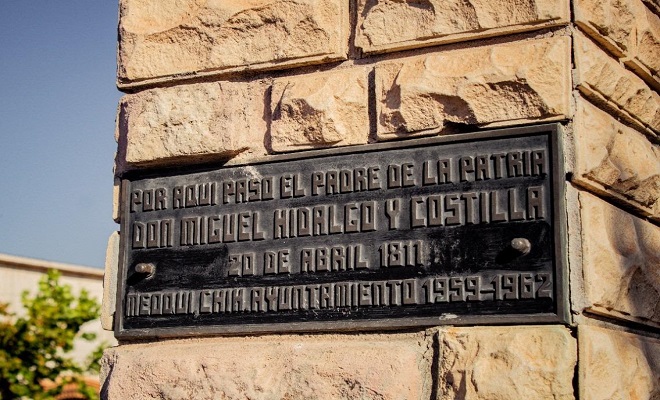 POR AQUI PASO EL PADRE DE LA PATRIA
DON MIGUEL HIDALGO Y COSTILLA
20 DE ABRIL 1811
MEOQUI, CHIH. AYUNTAMIENTO 1959-1962